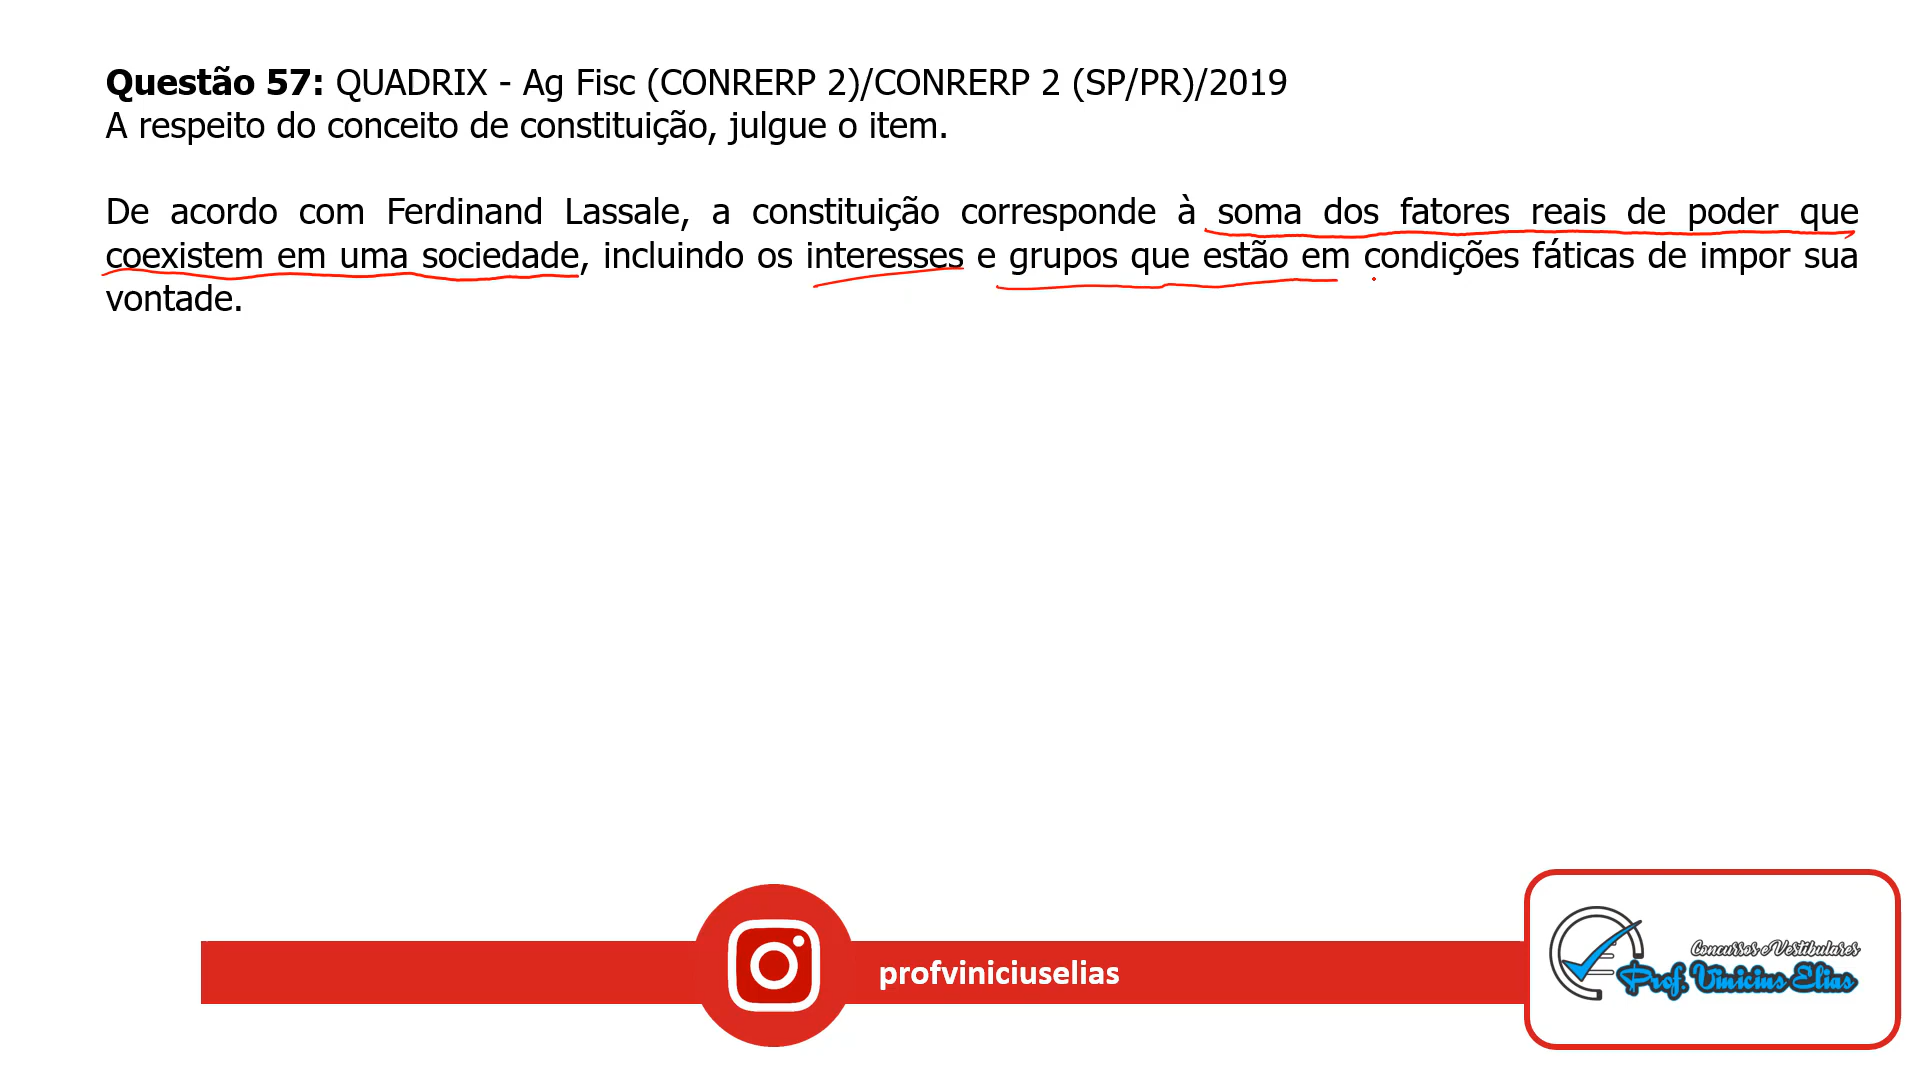 Questão 57: QUADRIX - Ag Fisc (CONRERP 2)/CONRERP 2 (SP/PR)/2019
A respeito do conceito de constituição, julgue o item.
De acordo com Ferdinand Lassale, a constituição corresponde à soma dos fatores reais de poder que
coexistem em uma sociedade, incluindo os interesses e grupos que estão em condições fáticas de impor sua
vontade.
profviniciuselias
Concursos e Vestibulares
Prof. Vinicius Elias